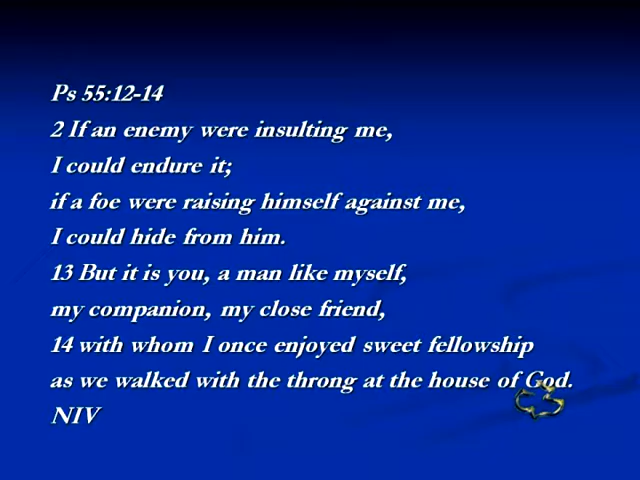 Ps 55:12-14
2 If an enemy were insulting me,
I could endure it;
if a foe were raising himself against me,
I could hide from him.
13 But it is you, a man like myself,
my companion, my close friend,
14 with whom I once enjoyed sweet fellowship
as we walked with the throng at the house of God.
NIV